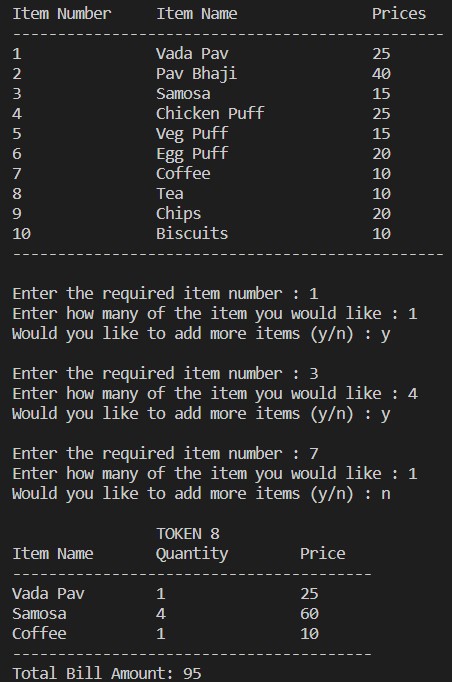 Item Number Item Name Prices
------------------------------------------------
1 Vada Pav 25
2 Pav Bhaji 40
3 Samosa 15
4 Chicken Puff 25
5 Veg Puff 15
6 Egg Puff 20
7 Coffee 10
8 Tea 10
9 Chips 20
10 Biscuits 10
------------------------------------------------
Enter the required item number : 1
Enter how many of the item you would like : 1
Would you like to add more items (y/n) : y
Enter the required item number : 3
Enter how many of the item you would like : 4
Would you like to add more items (y/n) : y
Enter the required item number : 7
Enter how many of the item you would like : 1
Would you like to add more items (y/n) : n
TOKEN 8
Item Name Quantity Price
----------------------------------------
Vada Pav 1 25
Samosa 4 60
Coffee 1 10
----------------------------------------
Total Bill Amount: 95